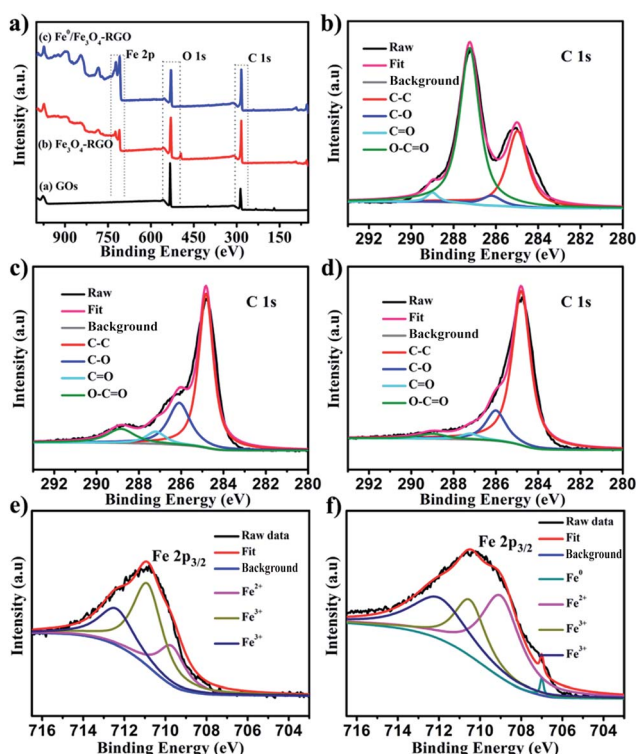 a)
(c) Fe⁰/Fe₃O₄-RGO
Fe 2p
O 1s
C 1s
(b) Fe₃O₄-RGO
(a) GOs
Intensity (a.u.)
900 750 600 450 300 150
Binding Energy (eV)
b)
C 1s
Raw
Fit
Background
C-C
C-O
C=O
O-C=O
Intensity (a.u)
292 290 288 286 284 282 280
Binding Energy (eV)
c)
C 1s
Raw
Fit
Background
C-C
C-O
C=O
O-C=O
Intensity (a.u)
292 290 288 286 284 282 280
Binding Energy (eV)
d)
C 1s
Raw
Fit
Background
C-C
C-O
C=O
O-C=O
Intensity (a.u)
292 290 288 286 284 282 280
Binding Energy (eV)
e)
Fe 2p₃/₂
Raw data
Fit
Background
Fe²⁺
Fe³⁺
Fe³⁺
Intensity (a.u)
716 714 712 710 708 706 704
Binding Energy (eV)
f)
Fe 2p₃/₂
Raw data
Fit
Background
Fe⁰
Fe²⁺
Fe³⁺
Fe³⁺
Intensity (a.u)
716 714 712 710 708 706 704
Binding Energy (eV)